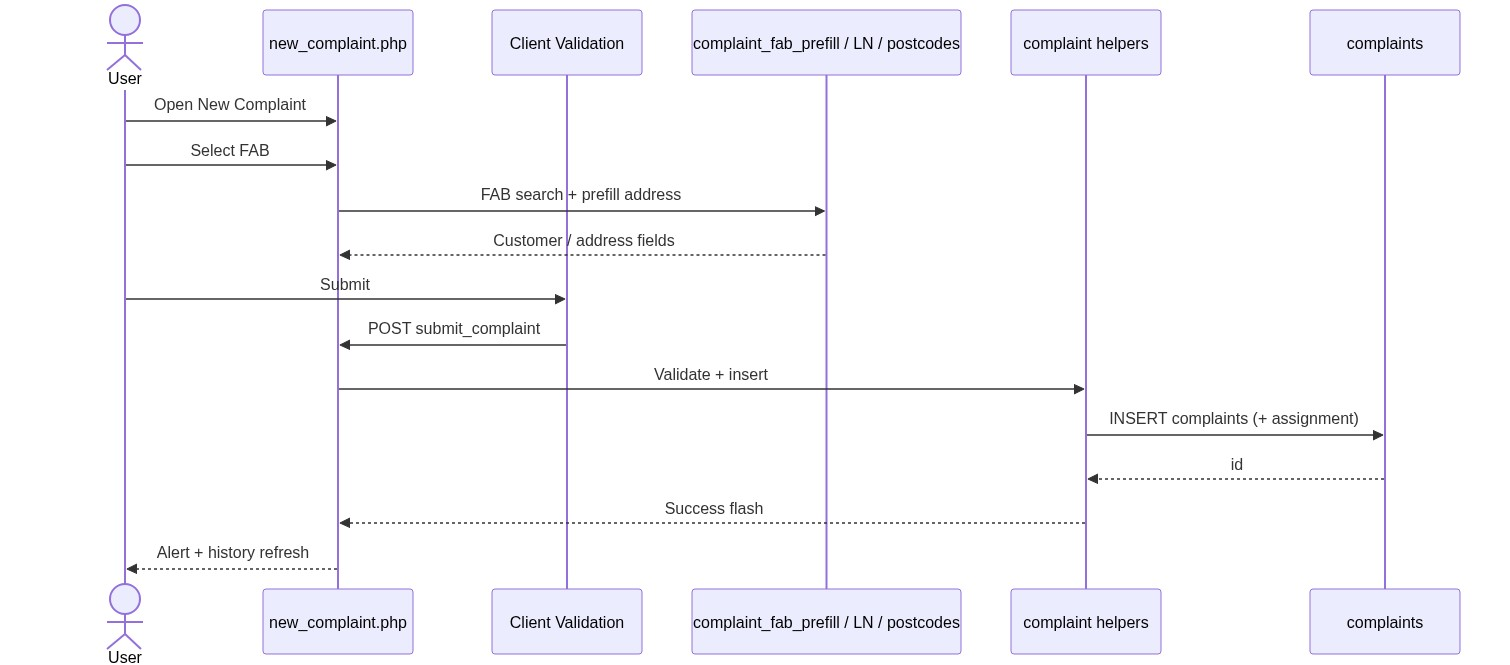 new_complaint.php
Client Validation
complaint_fab_prefill / LN / postcodes
complaint helpers
complaints
User
Open New Complaint
Select FAB
FAB search + prefill address
Customer / address fields
Submit
POST submit_complaint
Validate + insert
INSERT complaints (+ assignment)
id
Success flash
Alert + history refresh
new_complaint.php
Client Validation
complaint_fab_prefill / LN / postcodes
complaint helpers
complaints
User